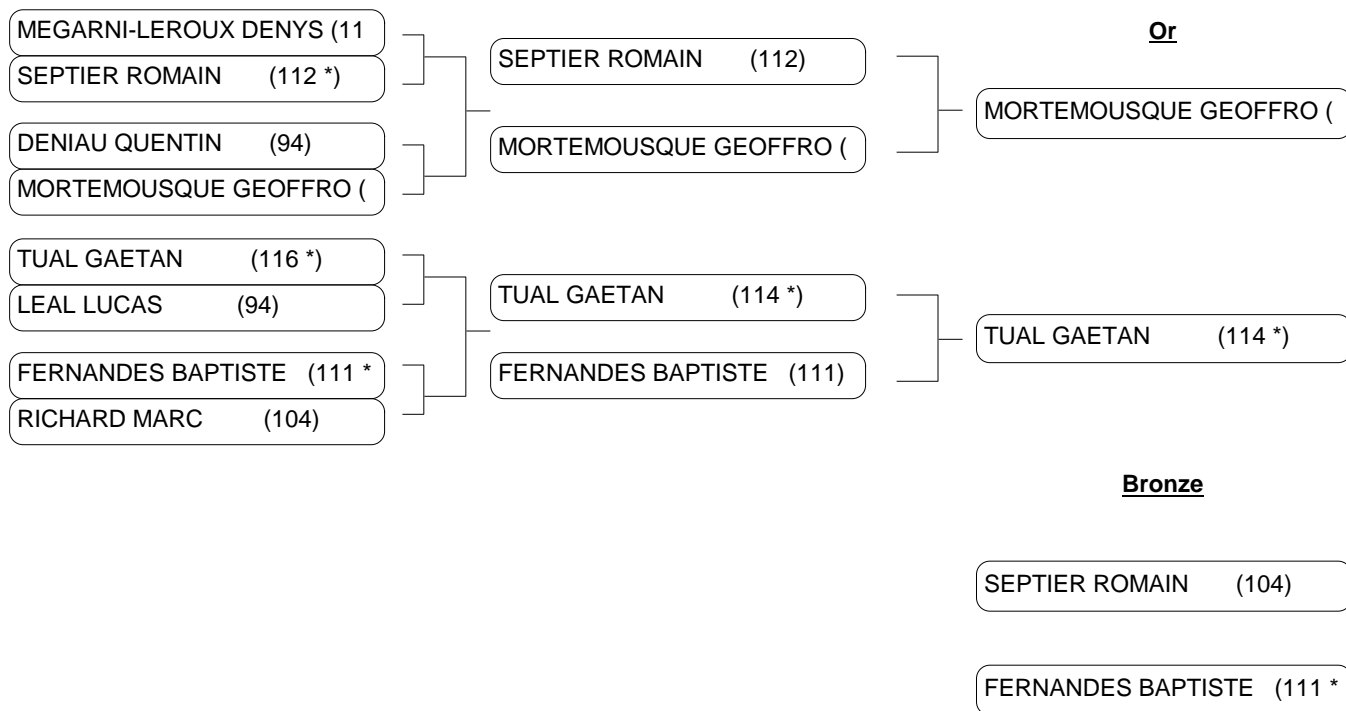 MEGARNI-LEROUX DENYS (11
SEPTIER ROMAIN (112 *)
DENIAU QUENTIN (94)
MORTEMOUSQUE GEOFFRO (
TUAL GAETAN (116 *)
LEAL LUCAS (94)
FERNANDES BAPTISTE (111 *
RICHARD MARC (104)
SEPTIER ROMAIN (112)
MORTEMOUSQUE GEOFFRO (
TUAL GAETAN (114 *)
FERNANDES BAPTISTE (111)
Or
MORTEMOUSQUE GEOFFRO (
TUAL GAETAN (114 *)
Bronze
SEPTIER ROMAIN (104)
FERNANDES BAPTISTE (111 *